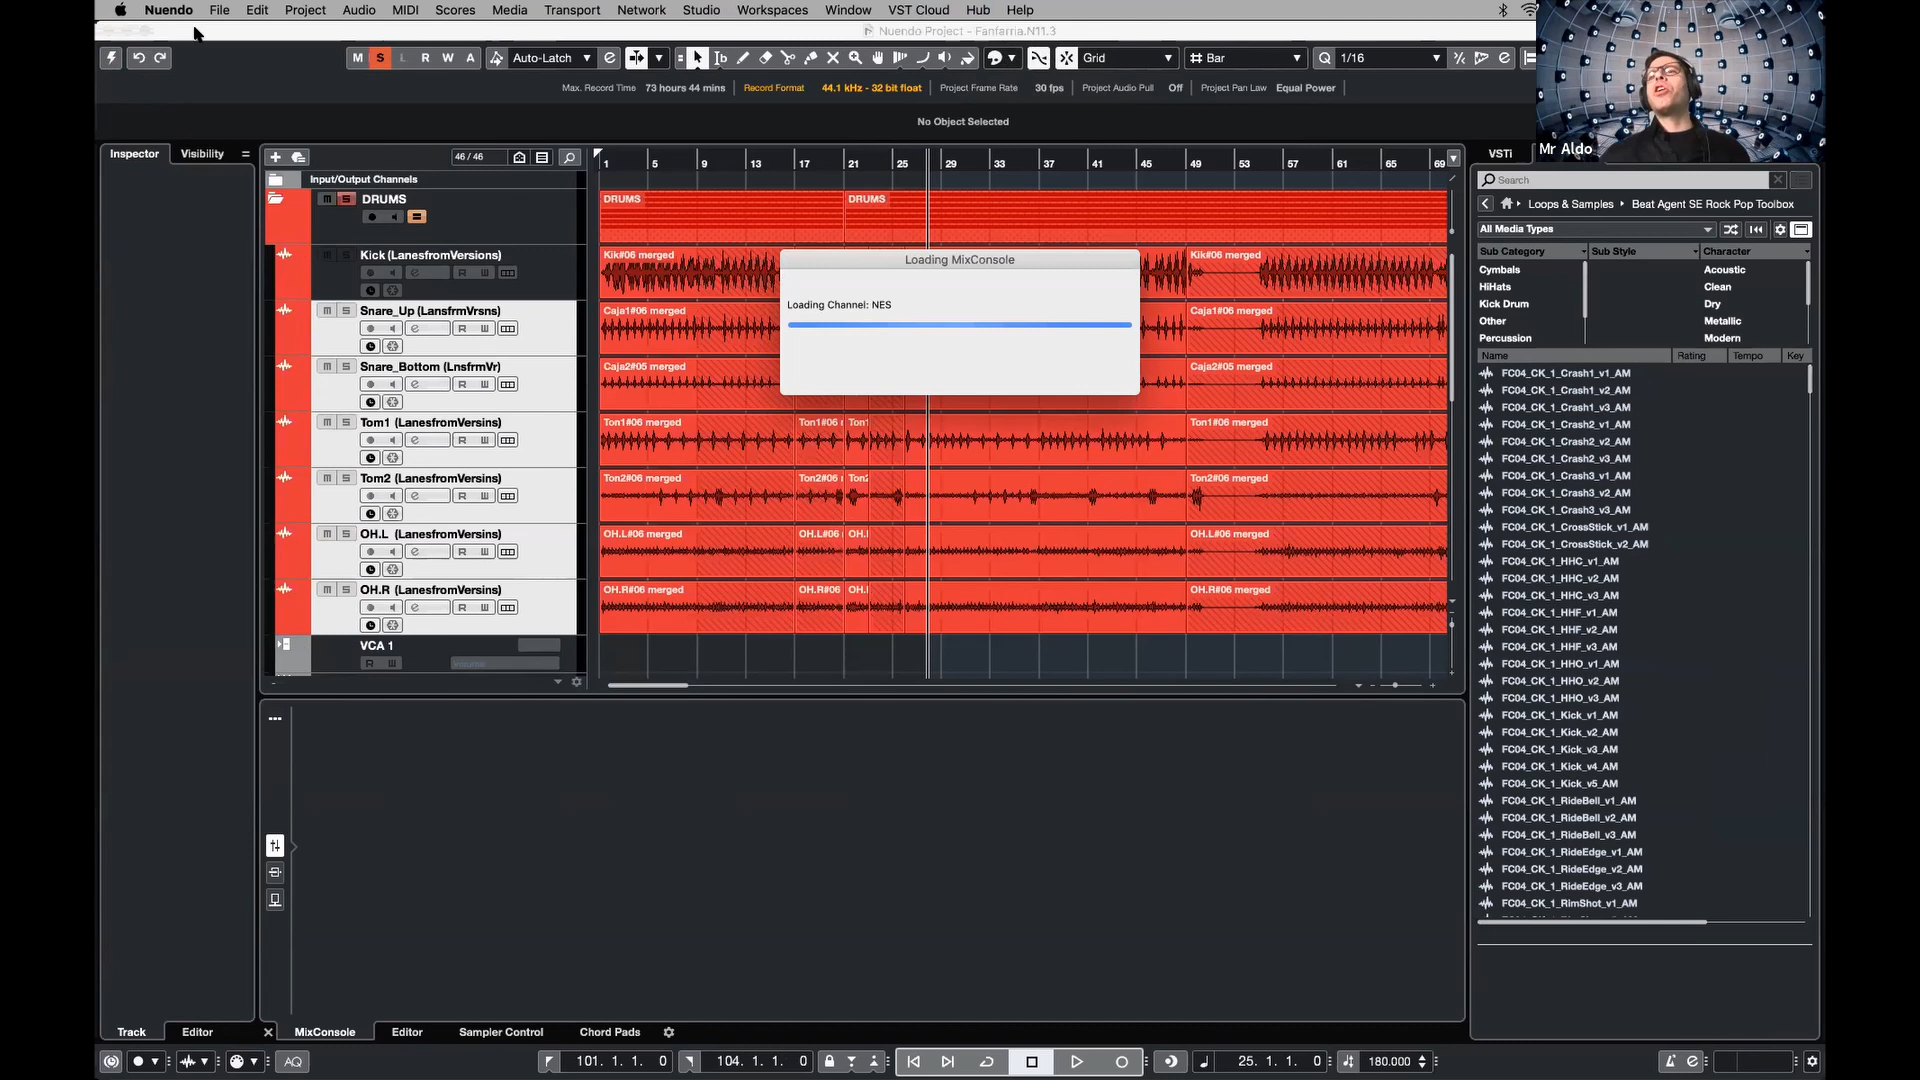 Nuendo File Edit Project Audio MIDI Scores Media Transport Network Studio Workspaces Window VST Cloud Hub Help
Nuendo Project - Fanfarria.N11.3
M S L R W A Auto-Latch Grid Bar Q 1/16
Max. Record Time 73 hours 44 mins Record Format 44.1 kHz - 32 bit float Project Frame Rate 30 fps Project Audio Pull Off Project Pan Law Equal Power
No Object Selected
Mr Aldo
Inspector Visibility
46 / 46
1 5 9 13 17 21 25 29 33 37 41 45 49 53 57 61 65 69
VSTi
Input/Output Channels
Search
DRUMS
DRUMS DRUMS
Loops & Samples Beat Agent SE Rock Pop Toolbox
All Media Types
Kick (LanesfromVersions)
Kik#06 merged Kik#06 merged
Loading MixConsole
Loading Channel: NES
Sub Category Sub Style Character
Cymbals Acoustic
HiHats Clean
Kick Drum Dry
Other Metallic
Percussion Modern
Snare_Up (LansfrmVrsns)
Caja1#06 merged Caja1#06 merged
Name Rating Tempo Key
Snare_Bottom (LnsfrmVr)
Caja2#05 merged Caja2#05 merged
Tom1 (LanesfromVersins)
Ton1#06 merged Ton1#06 Ton1 Ton1#06 merged
Tom2 (LanesfromVersins)
Ton2#06 merged Ton2#06 Ton2 Ton2#06 merged
OH.L (LanesfromVersins)
OH.L#06 merged OH.L#06 OH.L OH.L#06 merged
OH.R (LanesfromVersins)
OH.R#06 merged OH.R#06 OH.I OH.R#06 merged
VCA 1
FC04_CK_1_Crash1_v1_AM
FC04_CK_1_Crash1_v2_AM
FC04_CK_1_Crash1_v3_AM
FC04_CK_1_Crash2_v1_AM
FC04_CK_1_Crash2_v2_AM
FC04_CK_1_Crash2_v3_AM
FC04_CK_1_Crash3_v1_AM
FC04_CK_1_Crash3_v2_AM
FC04_CK_1_Crash3_v3_AM
FC04_CK_1_CrossStick_v1_AM
FC04_CK_1_CrossStick_v2_AM
FC04_CK_1_HHC_v1_AM
FC04_CK_1_HHC_v2_AM
FC04_CK_1_HHC_v3_AM
FC04_CK_1_HHF_v1_AM
FC04_CK_1_HHF_v2_AM
FC04_CK_1_HHF_v3_AM
FC04_CK_1_HHO_v1_AM
FC04_CK_1_HHO_v2_AM
FC04_CK_1_HHO_v3_AM
FC04_CK_1_Kick_v1_AM
FC04_CK_1_Kick_v2_AM
FC04_CK_1_Kick_v3_AM
FC04_CK_1_Kick_v4_AM
FC04_CK_1_Kick_v5_AM
FC04_CK_1_RideBell_v1_AM
FC04_CK_1_RideBell_v2_AM
FC04_CK_1_RideBell_v3_AM
FC04_CK_1_RideEdge_v1_AM
FC04_CK_1_RideEdge_v2_AM
FC04_CK_1_RideEdge_v3_AM
FC04_CK_1_RimShot_v1_AM
Track Editor MixConsole Editor Sampler Control Chord Pads
AQ 101. 1. 1. 0 104. 1. 1. 0 25. 1. 1. 0 180.000